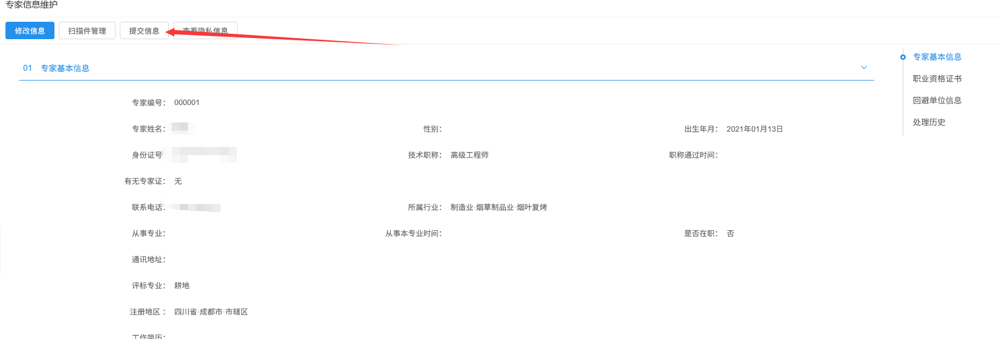 专家信息维护
修改信息 扫描件管理 提交信息 查看隐私信息
01 专家基本信息
专家基本信息
职业资格证书
回避单位信息
处理历史
专家编号： 000001
专家姓名： 性别： 出生年月： 2021年01月13日
身份证号 技术职称： 高级工程师 职称通过时间：
有无专家证： 无
联系电话： 所属行业： 制造业·烟草制品业·烟叶复烤
从事专业： 从事本专业时间： 是否在职： 否
通讯地址：
评标专业： 耕地
注册地区： 四川省·成都市·市辖区
工作简历：